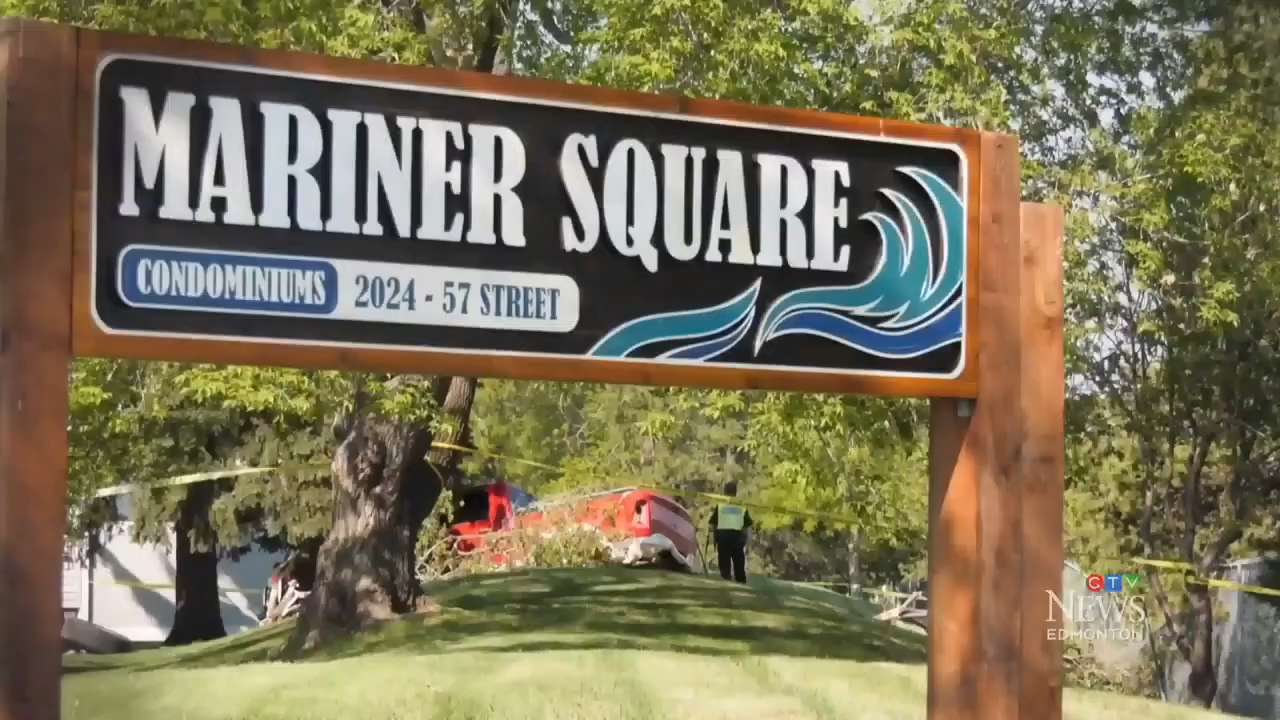 MARINER SQUARE
CONDOMINIUMS 2024 - 57 STREET
CTV
NEWS
EDMONTON